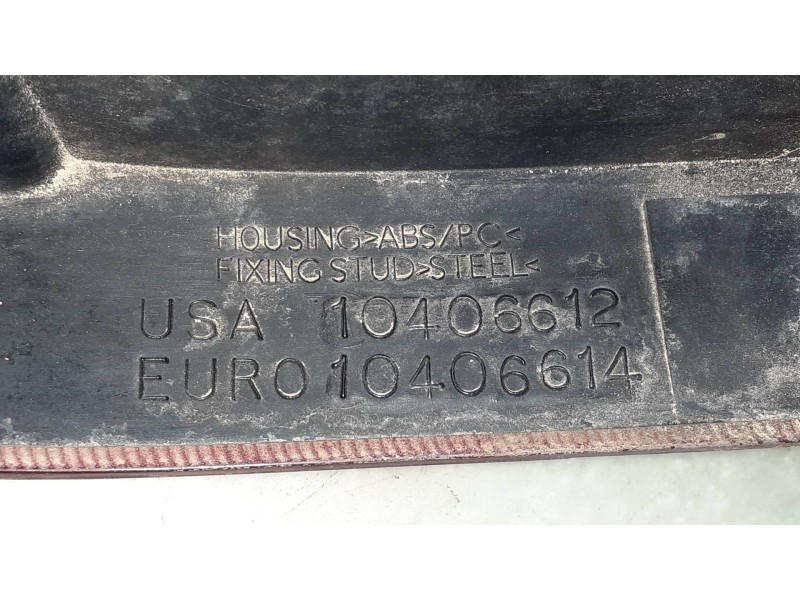 HOUSING>ABS/PC<
FIXING STUD>STEEL<
USA 10406612
EURO 10406614